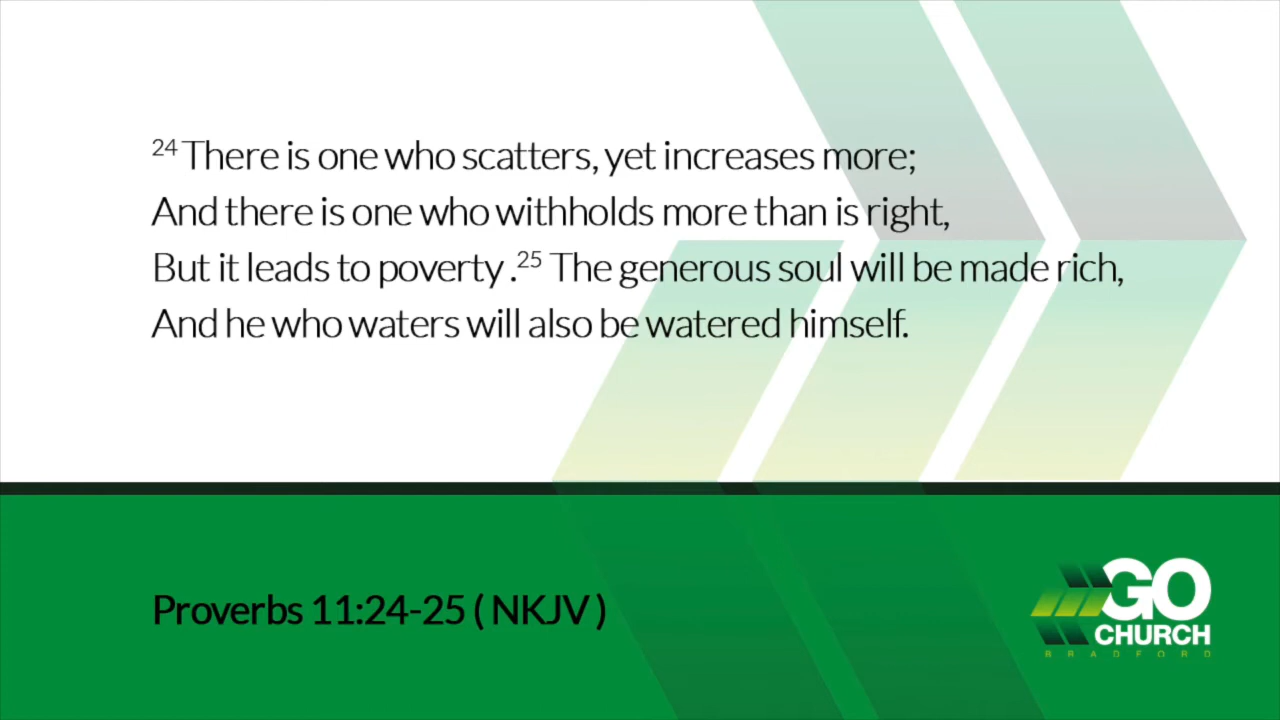 24 There is one who scatters, yet increases more;
And there is one who withholds more than is right,
But it leads to poverty .25 The generous soul will be made rich,
And he who waters will also be watered himself.
Proverbs 11:24-25 ( NKJV )
GO
CHURCH
BRADFORD